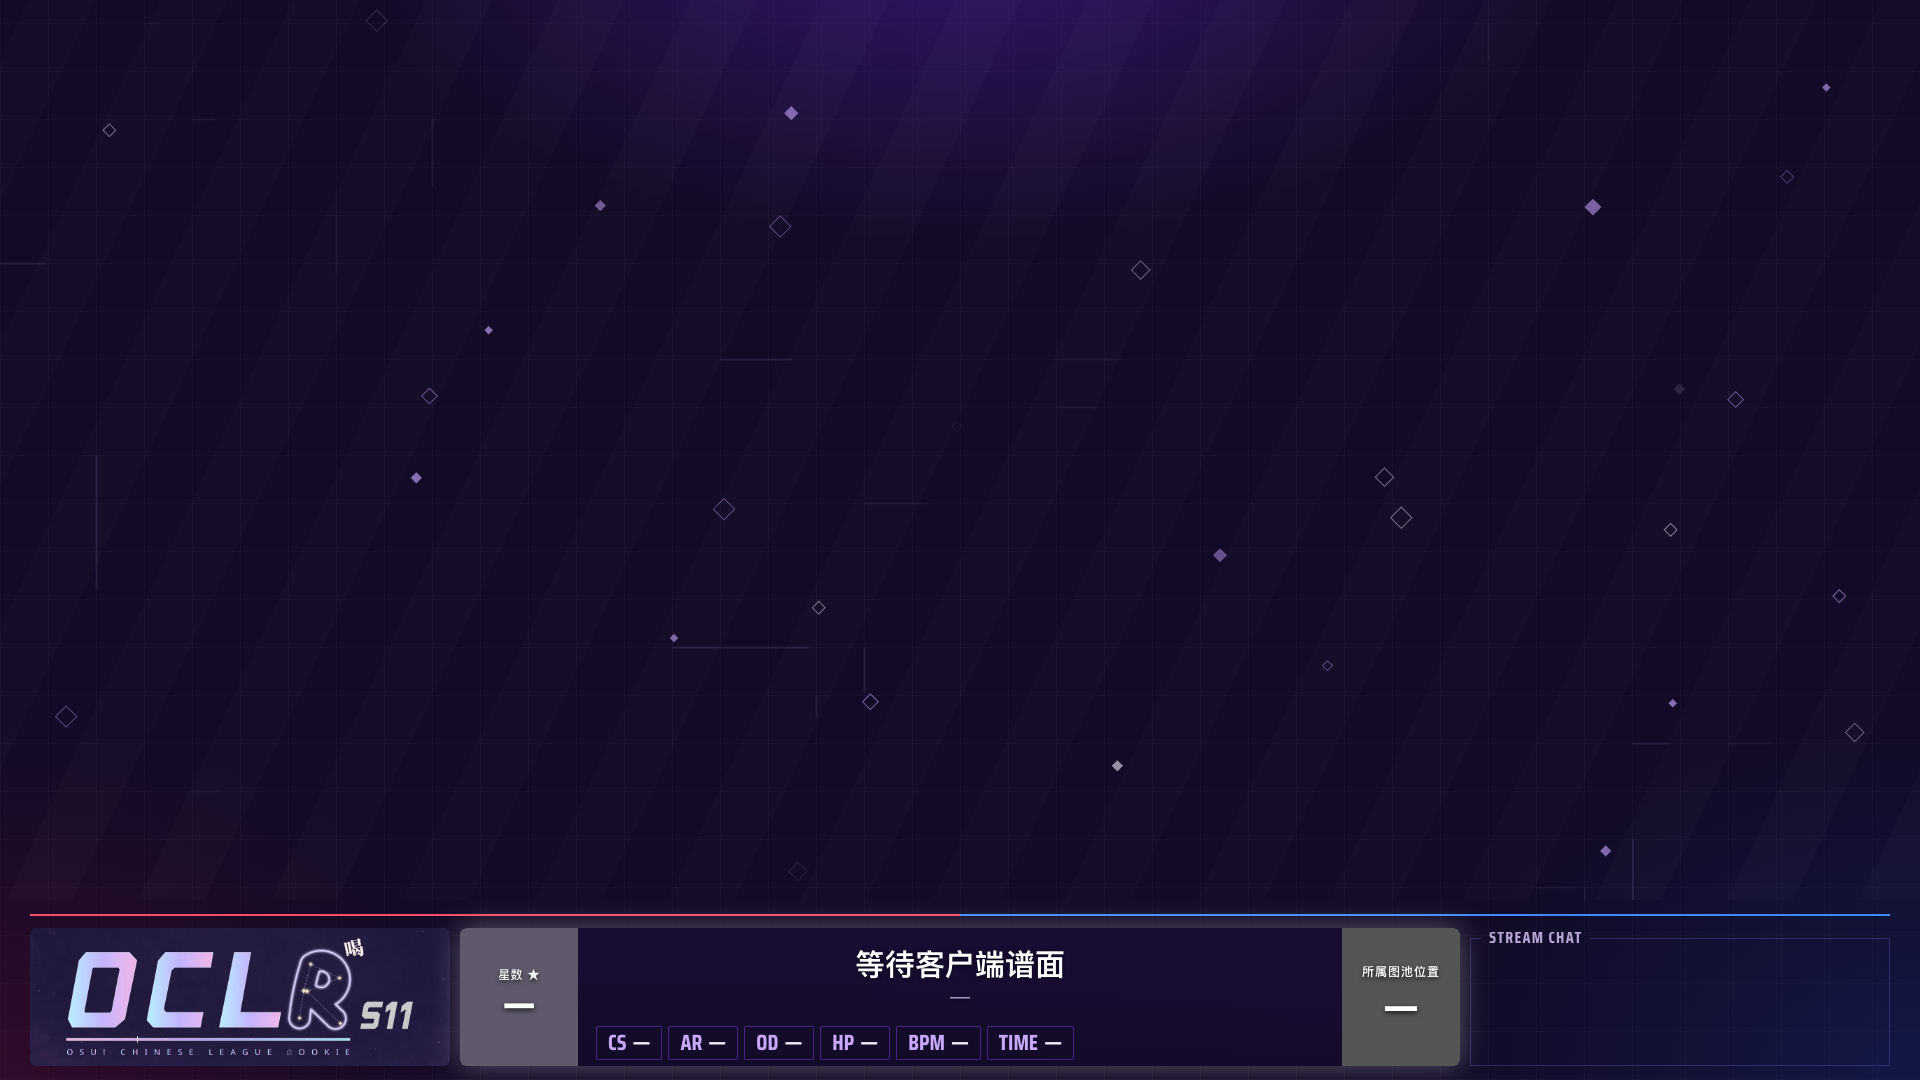 OCLR 喝 S11
OSU! CHINESE LEAGUE ROOKIE
星数 ★
—
等待客户端谱面
—
CS — AR — OD — HP — BPM — TIME —
所属图池位置
—
STREAM CHAT